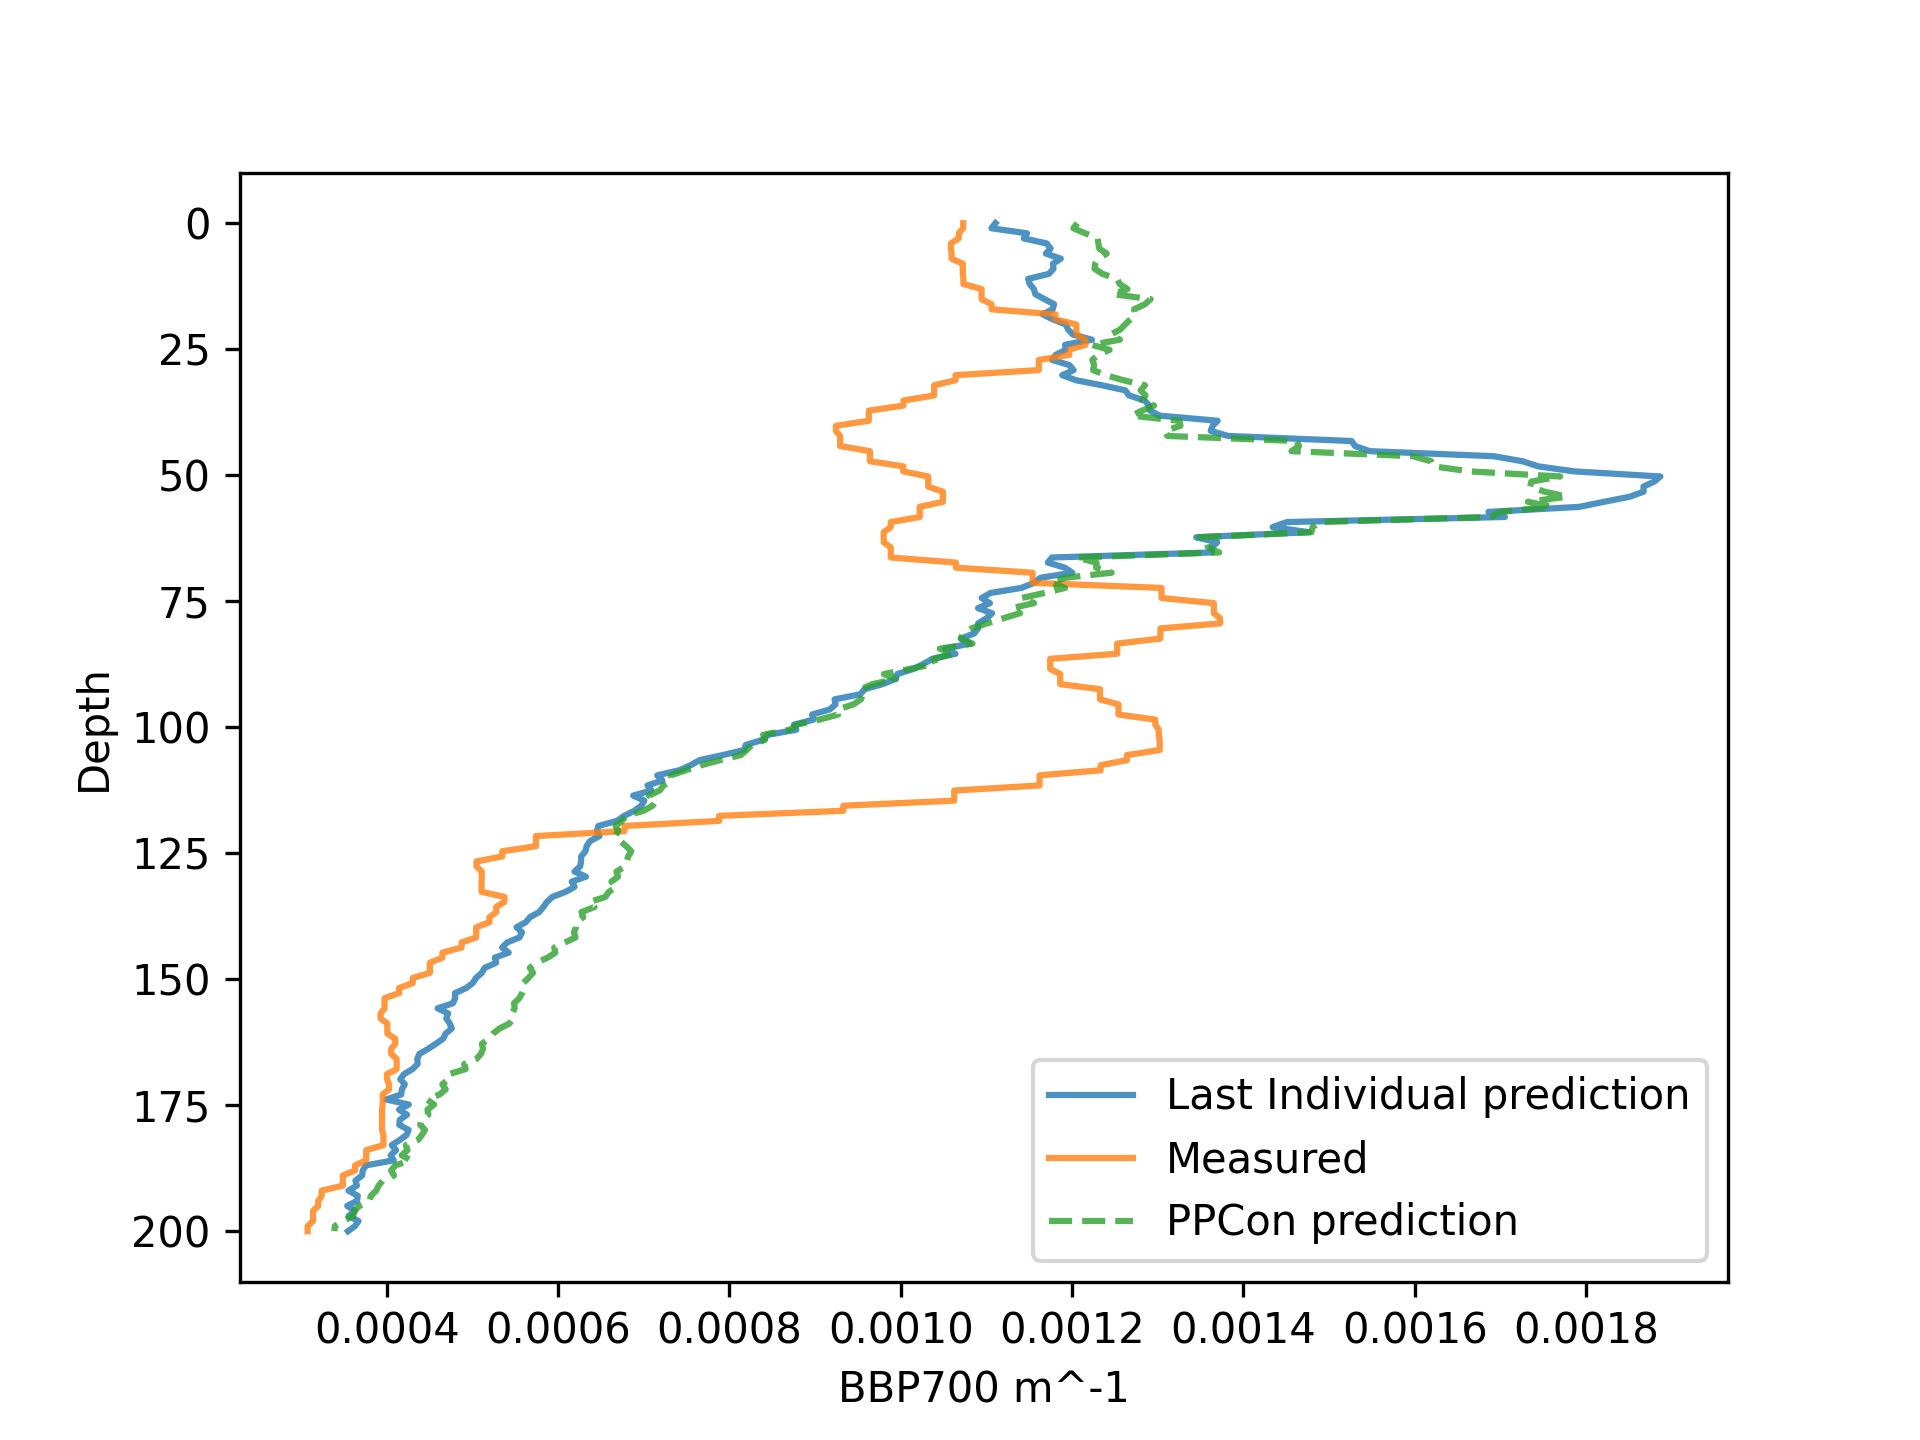 0
25
50
75
100
125
150
175
200
Depth
0.0004 0.0006 0.0008 0.0010 0.0012 0.0014 0.0016 0.0018
BBP700 m^-1
Last Individual prediction
Measured
PPCon prediction